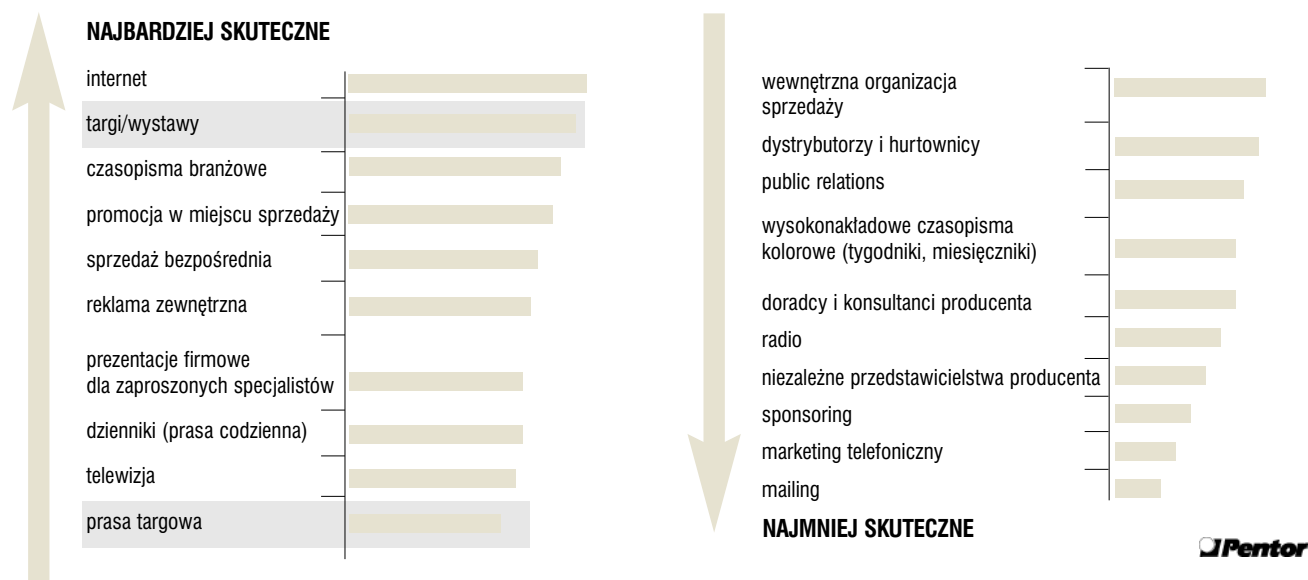 NAJBARDZIEJ SKUTECZNE
internet
targi/wystawy
czasopisma branżowe
promocja w miejscu sprzedaży
sprzedaż bezpośrednia
reklama zewnętrzna
prezentacje firmowe
dla zaproszonych specjalistów
dzienniki (prasa codzienna)
telewizja
prasa targowa
wewnętrzna organizacja
sprzedaży
dystrybutorzy i hurtownicy
public relations
wysokonakładowe czasopisma
kolorowe (tygodniki, miesięczniki)
doradcy i konsultanci producenta
radio
niezależne przedstawicielstwa producenta
sponsoring
marketing telefoniczny
mailing
NAJMNIEJ SKUTECZNE
Pentor